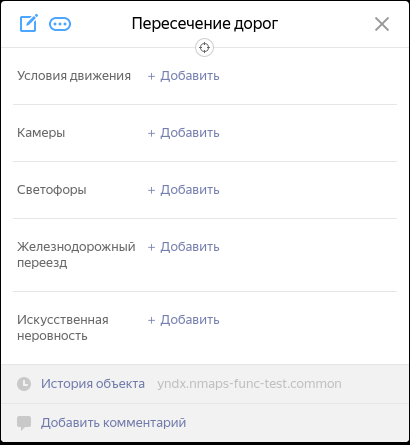 Пересечение дорог
Условия движения + Добавить
Камеры + Добавить
Светофоры + Добавить
Железнодорожный + Добавить
переезд
Искусственная + Добавить
неровность
История объекта yndx.nmaps-func-test.common
Добавить комментарий